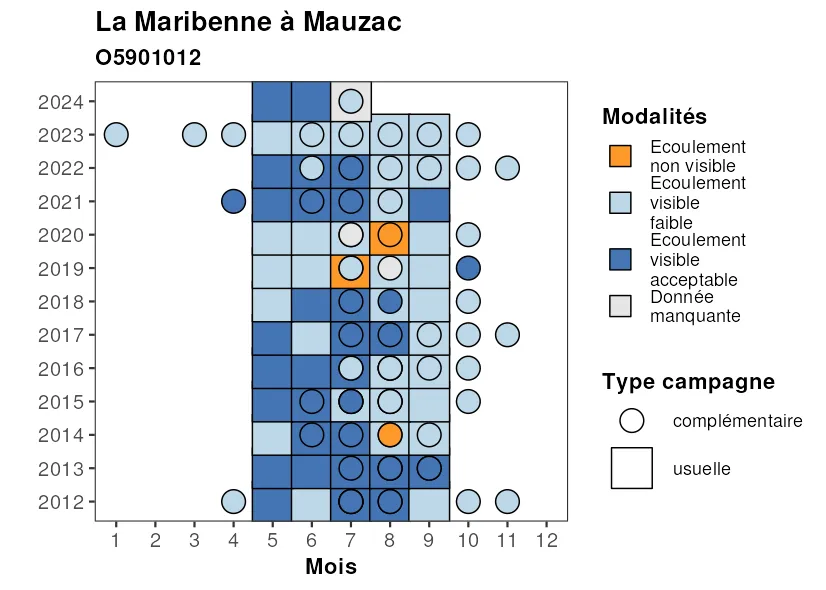 La Maribenne à Mauzac
O5901012
2024
2023
2022
2021
2020
2019
2018
2017
2016
2015
2014
2013
2012
1 2 3 4 5 6 7 8 9 10 11 12
Mois
Modalités
Ecoulement
non visible
Ecoulement
visible
faible
Ecoulement
visible
acceptable
Donnée
manquante
Type campagne
complémentaire
usuelle